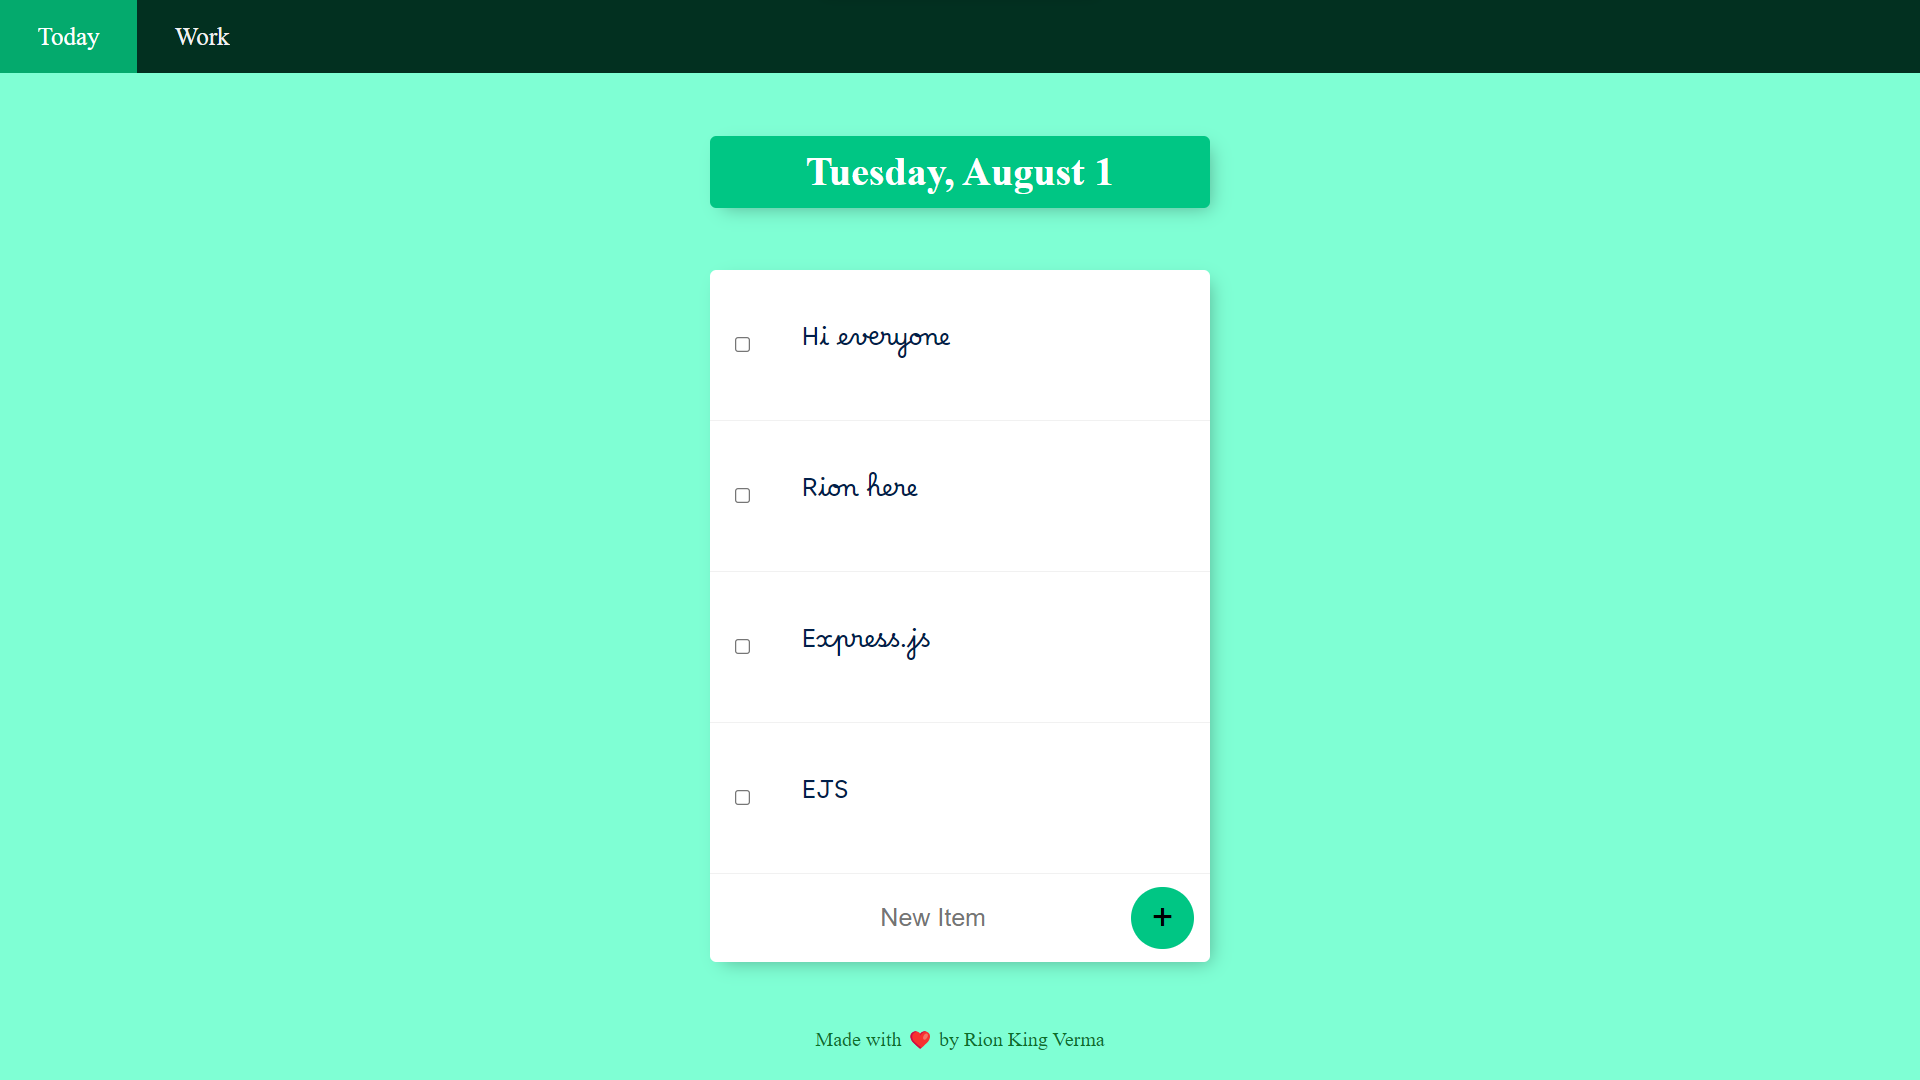 Today Work
Tuesday, August 1
Hi everyone
Rion here
Express.js
EJS
New Item +
Made with ❤️ by Rion King Verma